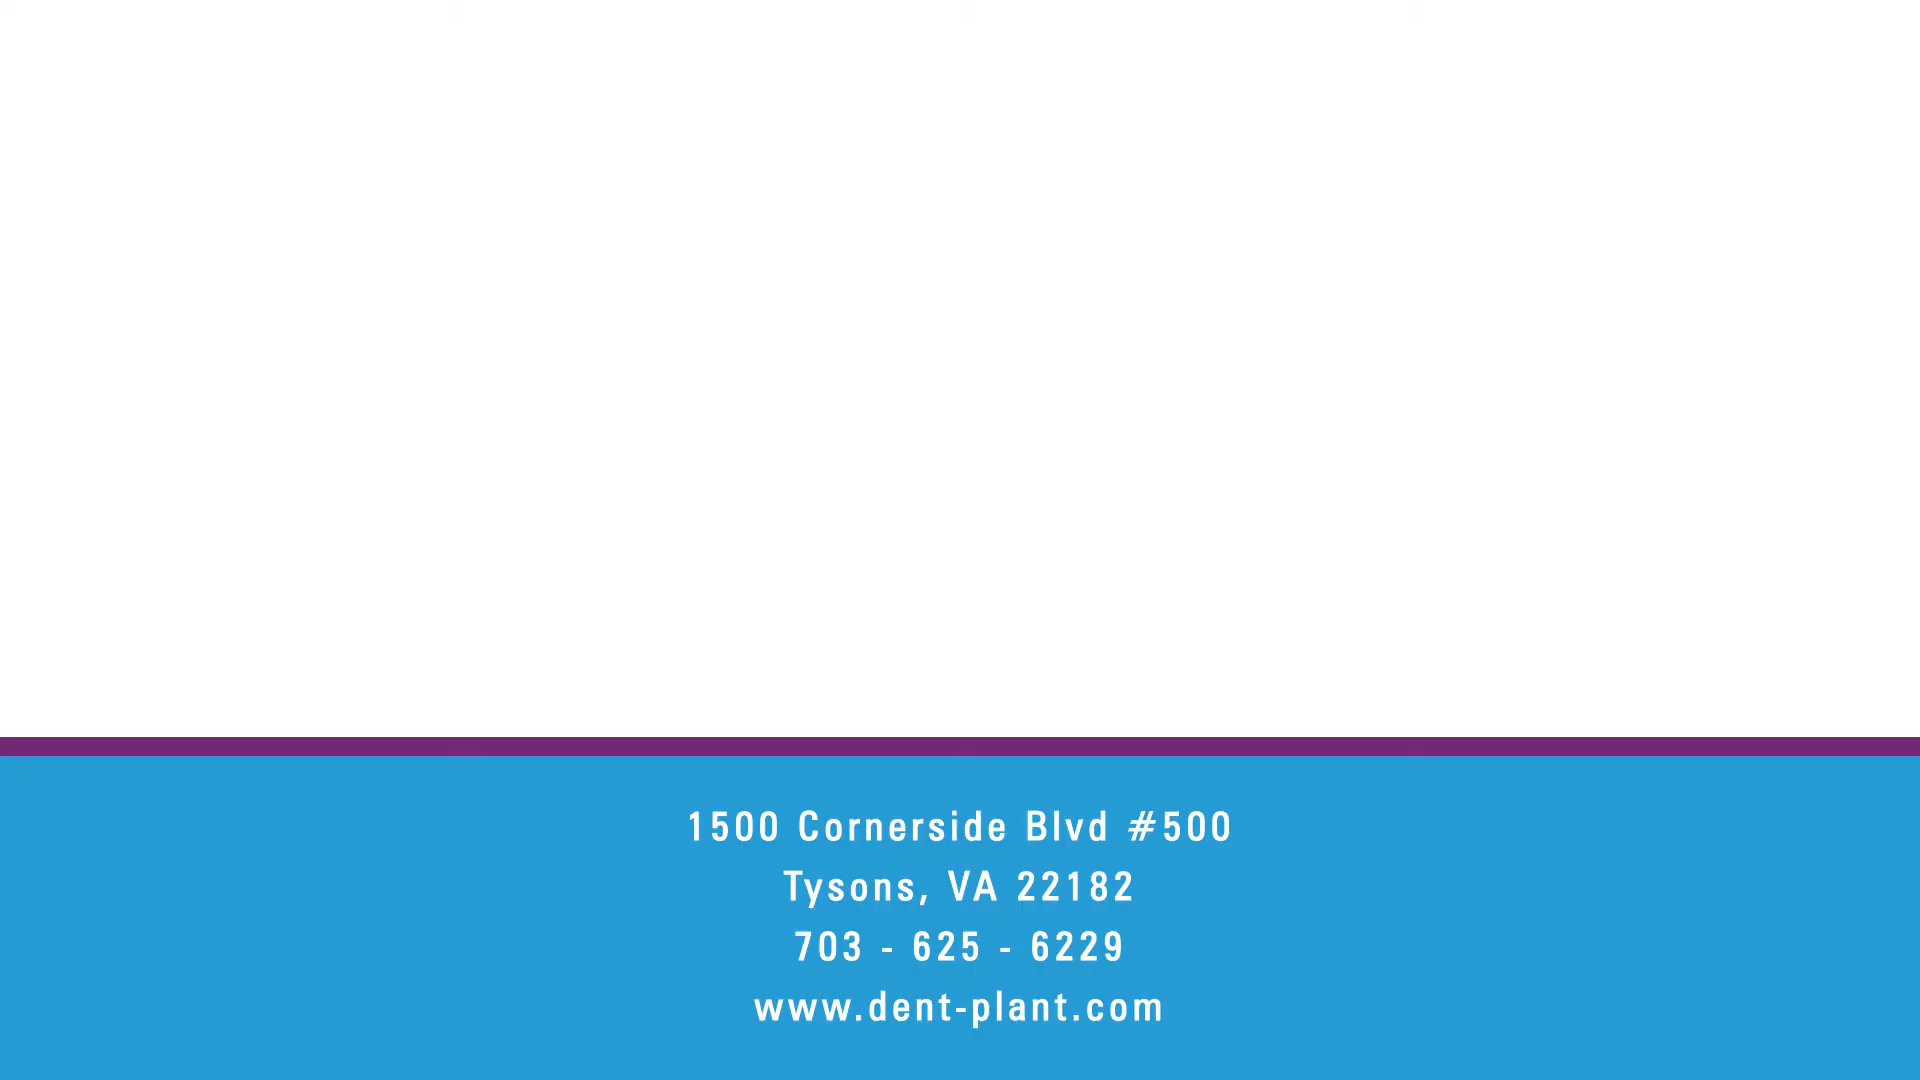 1500 Cornerside Blvd #500
Tysons, VA 22182
703 - 625 - 6229
www.dent-plant.com